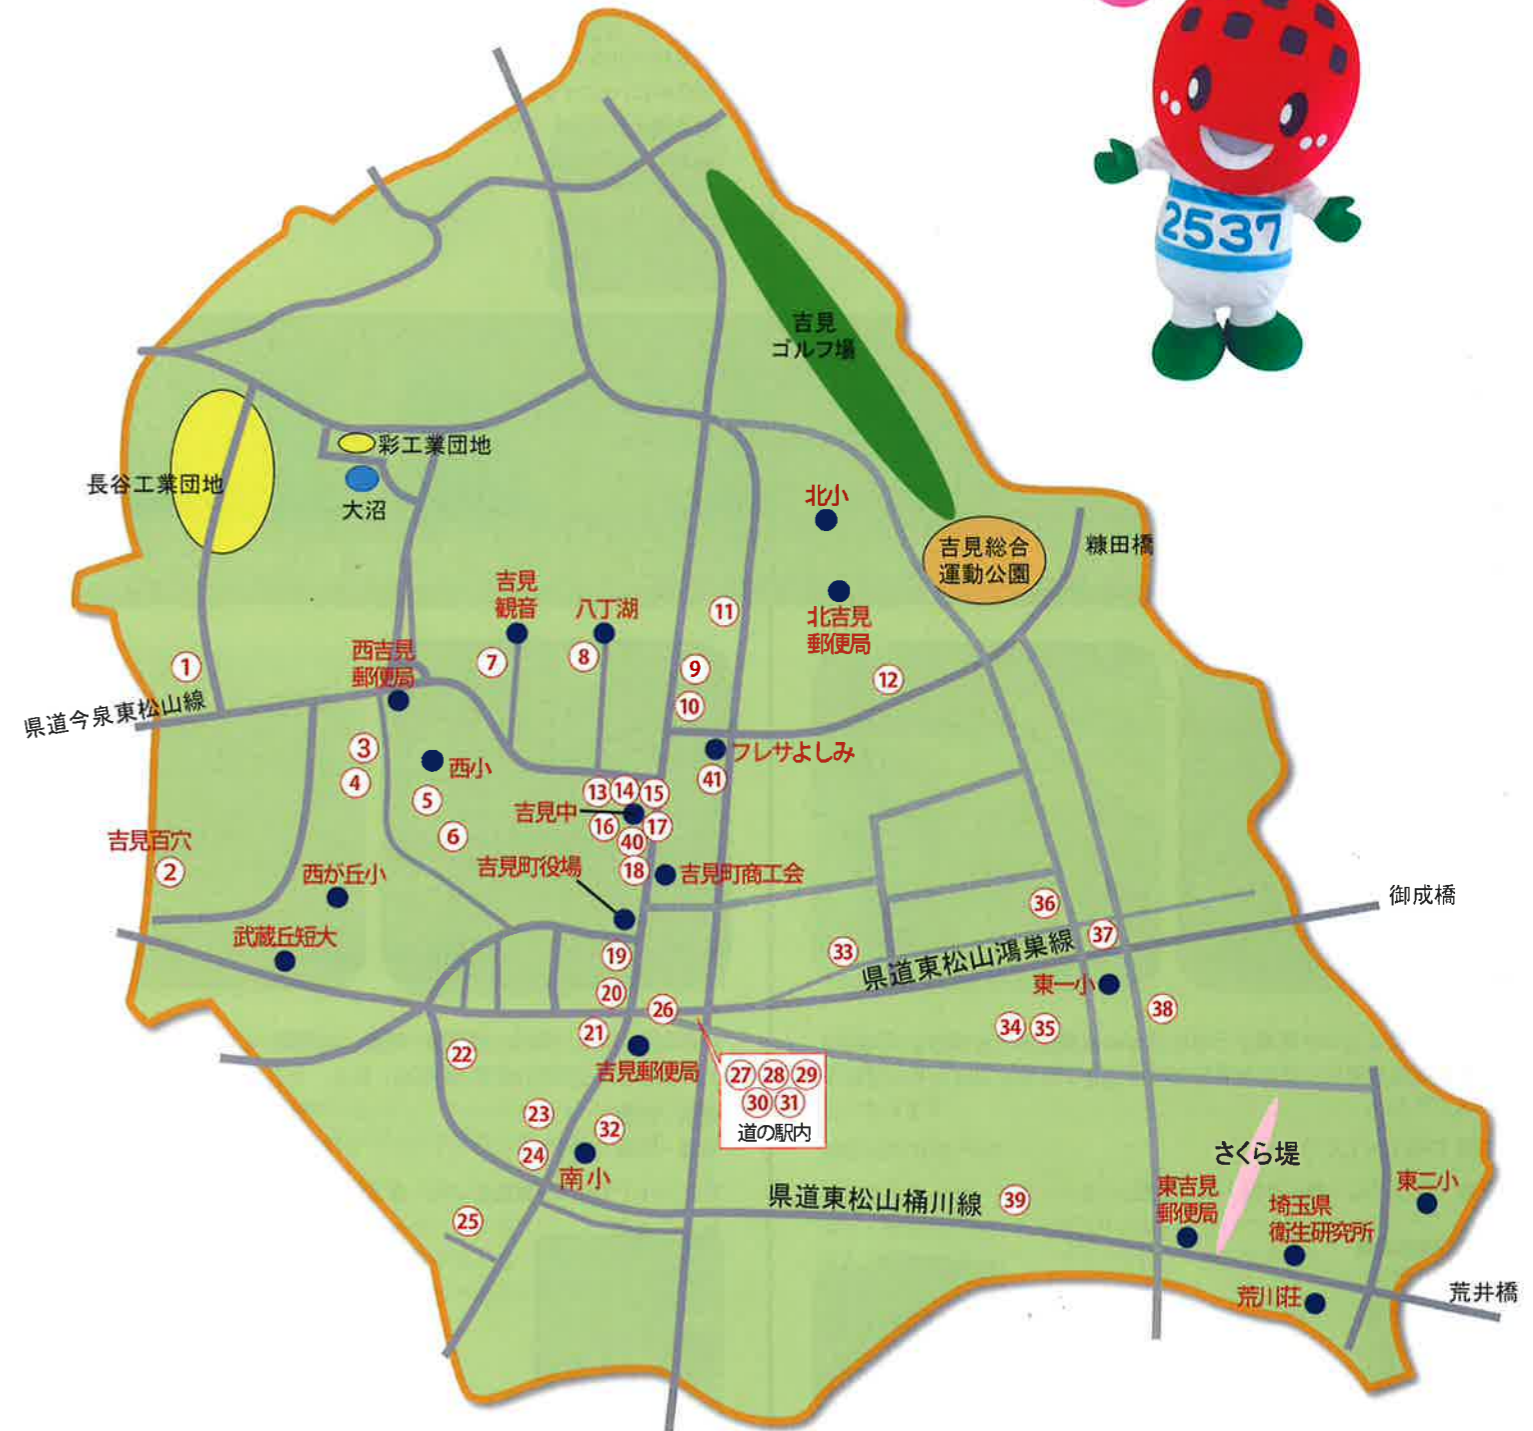 2537
吉見
ゴルフ場
彩工業団地
長谷工業団地
大沼
北小
吉見総合
運動公園
糠田橋
吉見
観音
八丁湖
11
北吉見
郵便局
西吉見
郵便局
1
7
8
9
12
10
県道今泉東松山線
3
4
西小
フレサよしみ
41
5
6
13
14
15
吉見中
16
17
40
18
吉見百穴
2
西が丘小
吉見町役場
吉見町商工会
御成橋
36
武蔵丘短大
37
19
33
県道東松山鴻巣線
20
東一小
26
38
21
34
35
22
吉見郵便局
27
28
29
30
31
道の駅内
23
32
24
南小
さくら堤
25
県道東松山桶川線
39
東吉見
郵便局
埼玉県
衛生研究所
東二小
荒川荘
荒井橋